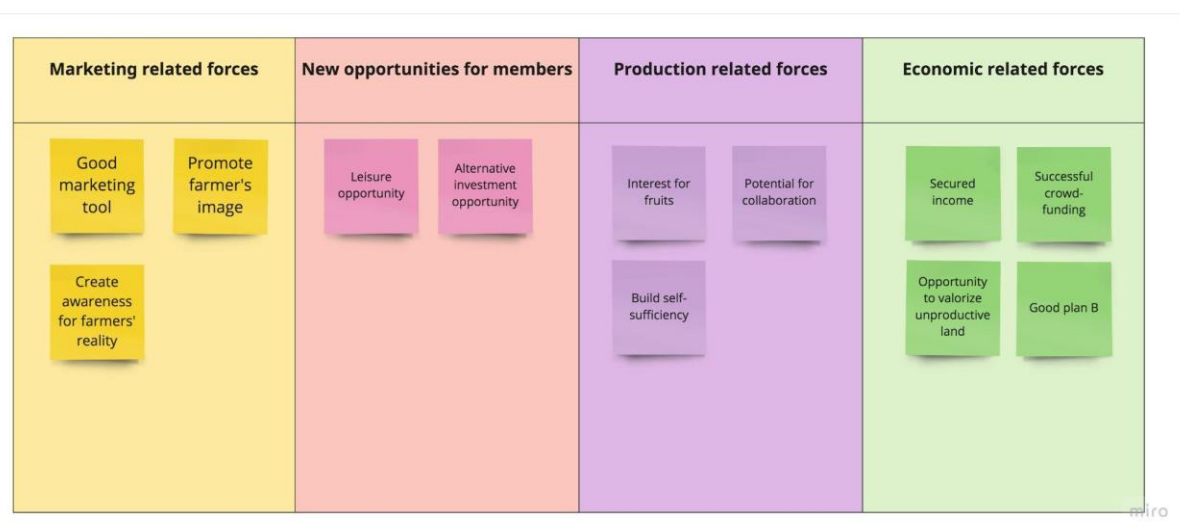 Marketing related forces
New opportunities for members
Production related forces
Economic related forces
Good
marketing
tool
Promote
farmer's
image
Create
awareness
for farmers'
reality
Leisure
opportunity
Alternative
investment
opportunity
Interest for
fruits
Potential for
collaboration
Build self-
sufficiency
Secured
income
Successful
crowd-
funding
Opportunity
to valorize
unproductive
land
Good plan B
miro